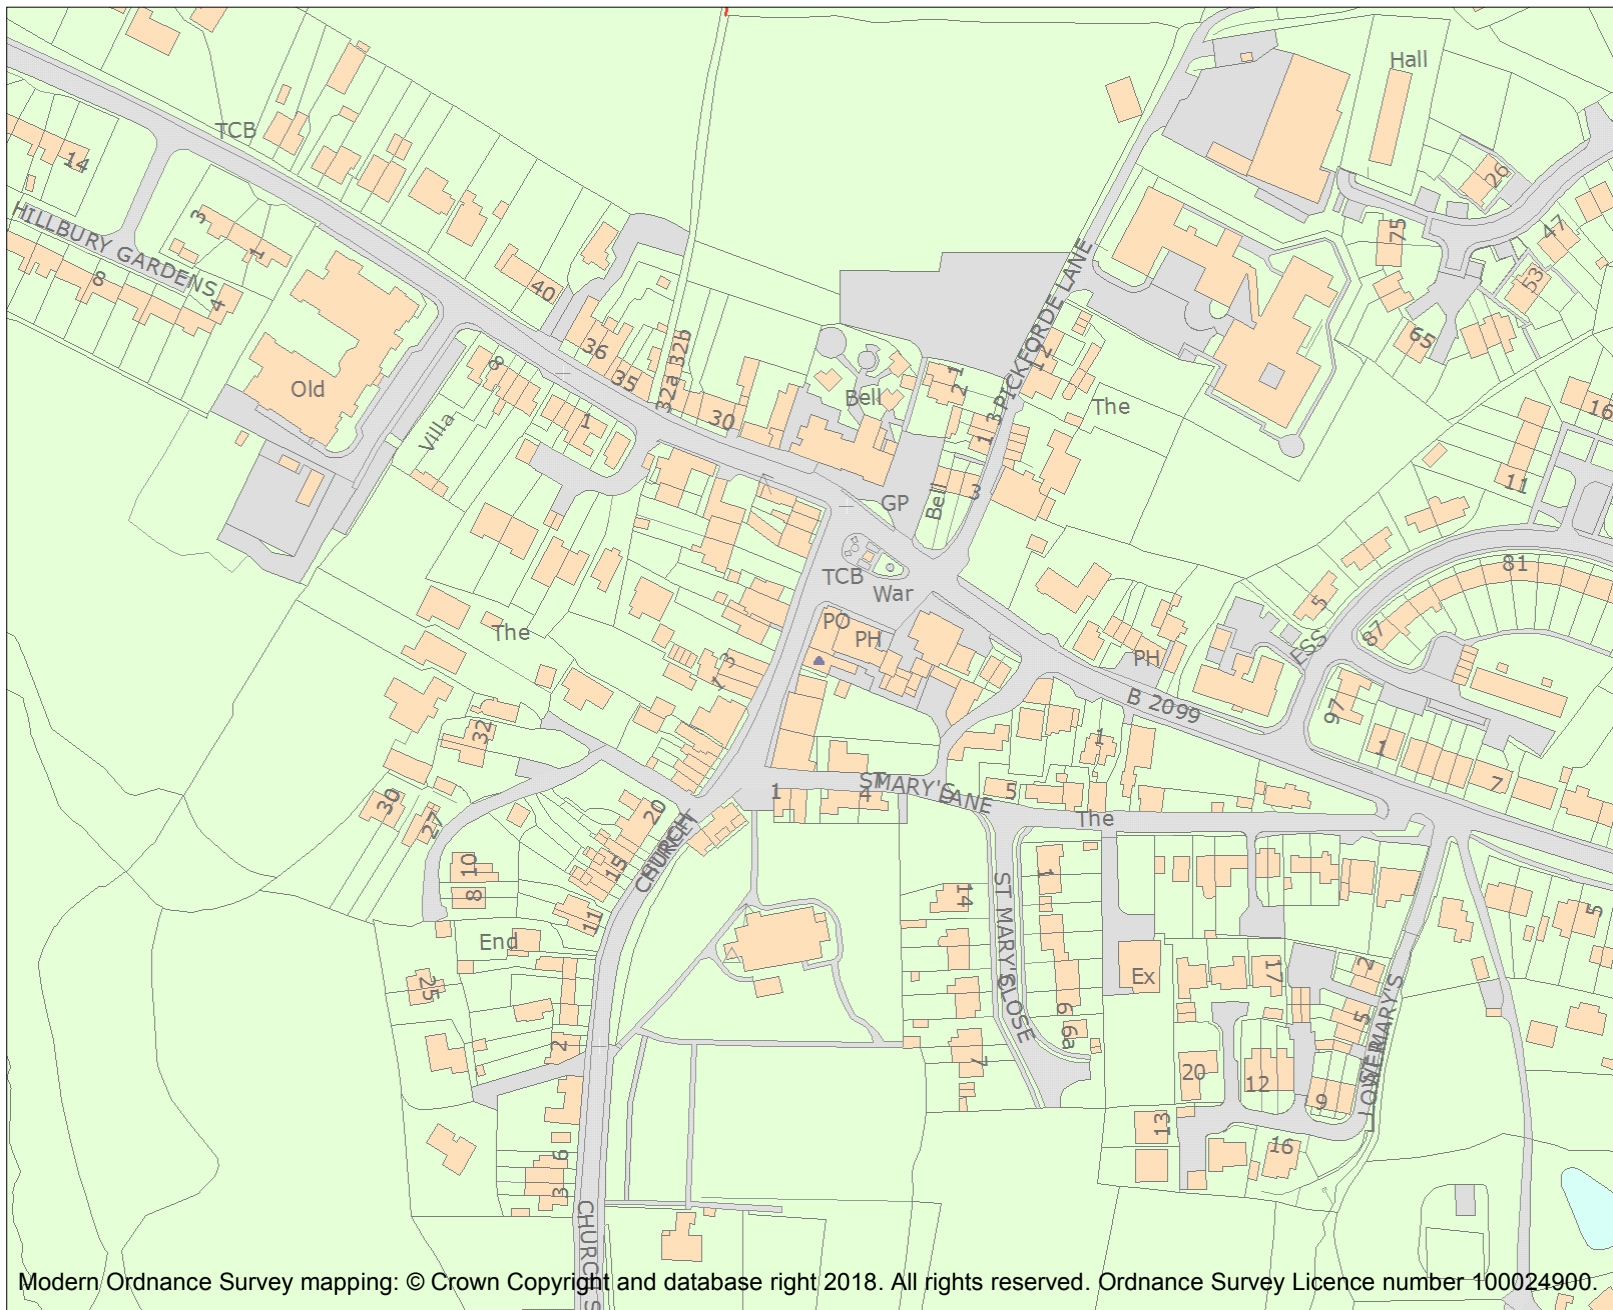 Hall
TCB
14
26
3
1
75
47
HILLBURY GARDENS
8
4
53
40
PICKFORDE LANE
36
65
12
8
35
32a 32b
Old
1
2
Bell
The
16
30
1 3
Villa
1
11
3
GP
Bell
81
TCB
War
5
PO
PH
The
87
ESS
PH
1 3
B 2099
97
32
1
1
7
ST MARY'S LANE
1
4
5
30
20
27
The
CHURCH
15
10
8
11
14
1
5
End
ST MARY'S CLOSE
Ex
17
2
25
6
6a
5
2
7
20
12
LOWER ST MARY'S
9
13
16
6
3
CHURCH S
Modern Ordnance Survey mapping: © Crown Copyright and database right 2018. All rights reserved. Ordnance Survey Licence number 100024900.